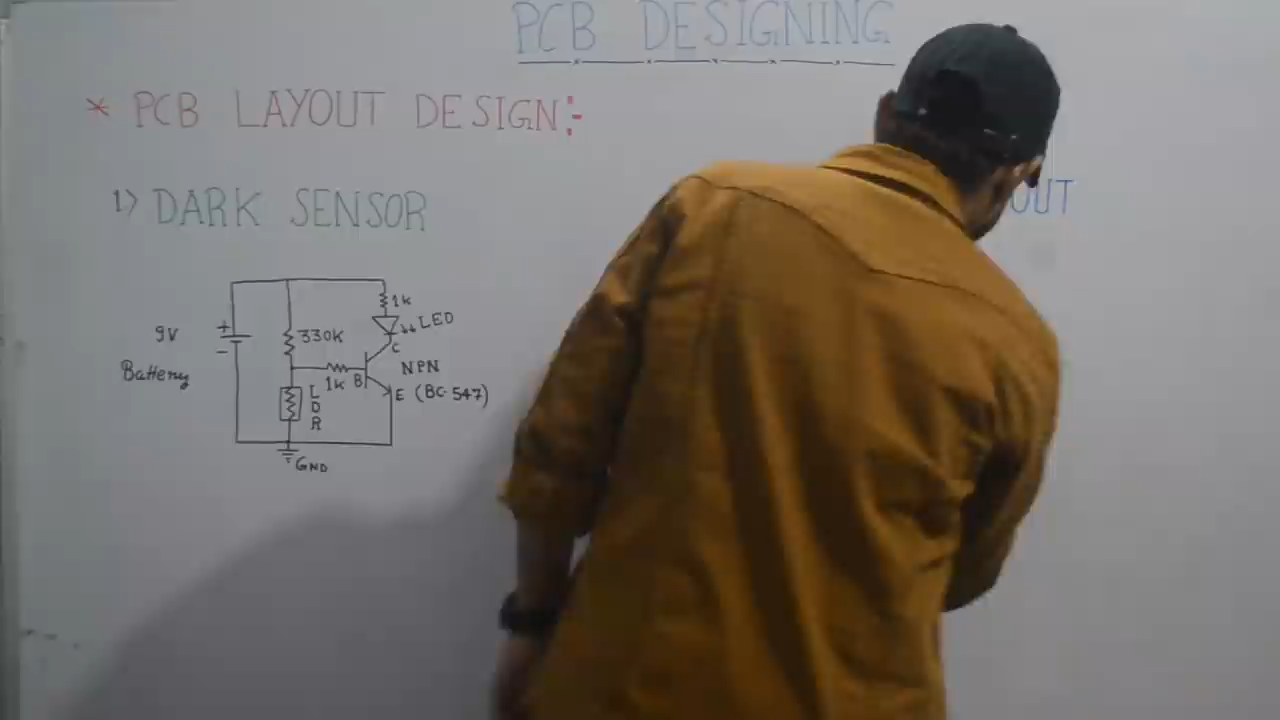 PCB DESIGNING
* PCB LAYOUT DESIGN:-
1) DARK SENSOR
OUT
1k
LED
9V
+
330k
-
C
NPN
Battery
1k B
L
D
R
E (BC-547)
GND